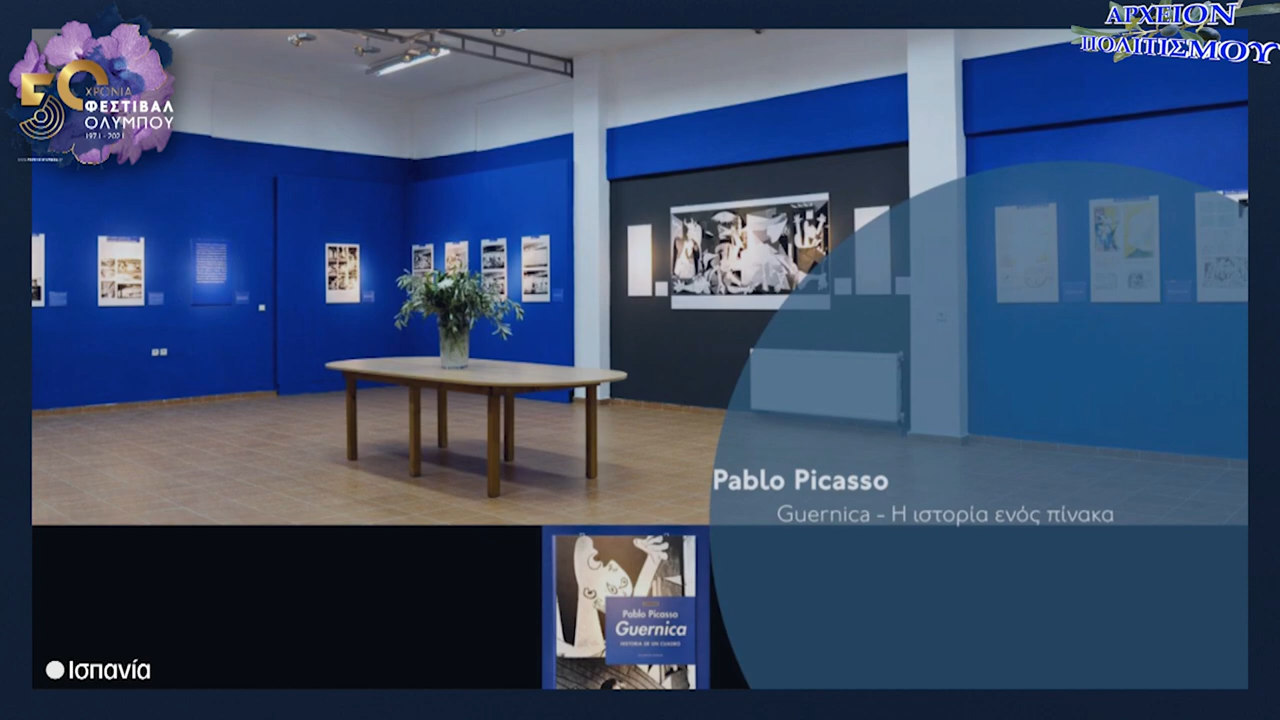 ΑΡΧΕΙΟΝ
ΠΟΛΙΤΙΣΜΟΥ
50
ΧΡΟΝΙΑ
ΦΕΣΤΙΒΑΛ
ΟΛΥΜΠΟΥ
1971 - 2021
Pablo Picasso
Guernica - Η ιστορία ενός πίνακα
Pablo Picasso
Guernica
HISTORIA DE UN CUADRO
Ισπανία